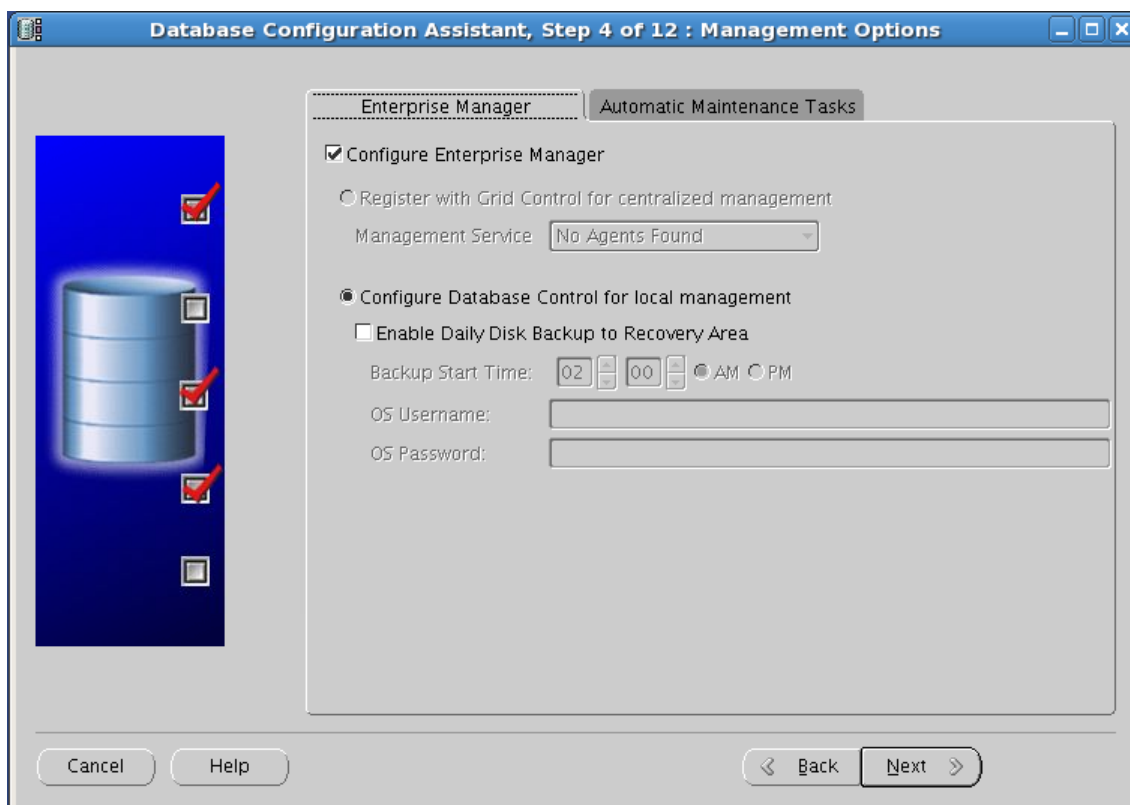 Database Configuration Assistant, Step 4 of 12 : Management Options
Enterprise Manager
Automatic Maintenance Tasks
Configure Enterprise Manager
Register with Grid Control for centralized management
Management Service No Agents Found
Configure Database Control for local management
Enable Daily Disk Backup to Recovery Area
Backup Start Time: 02 00 AM PM
OS Username:
OS Password:
Cancel Help Back Next